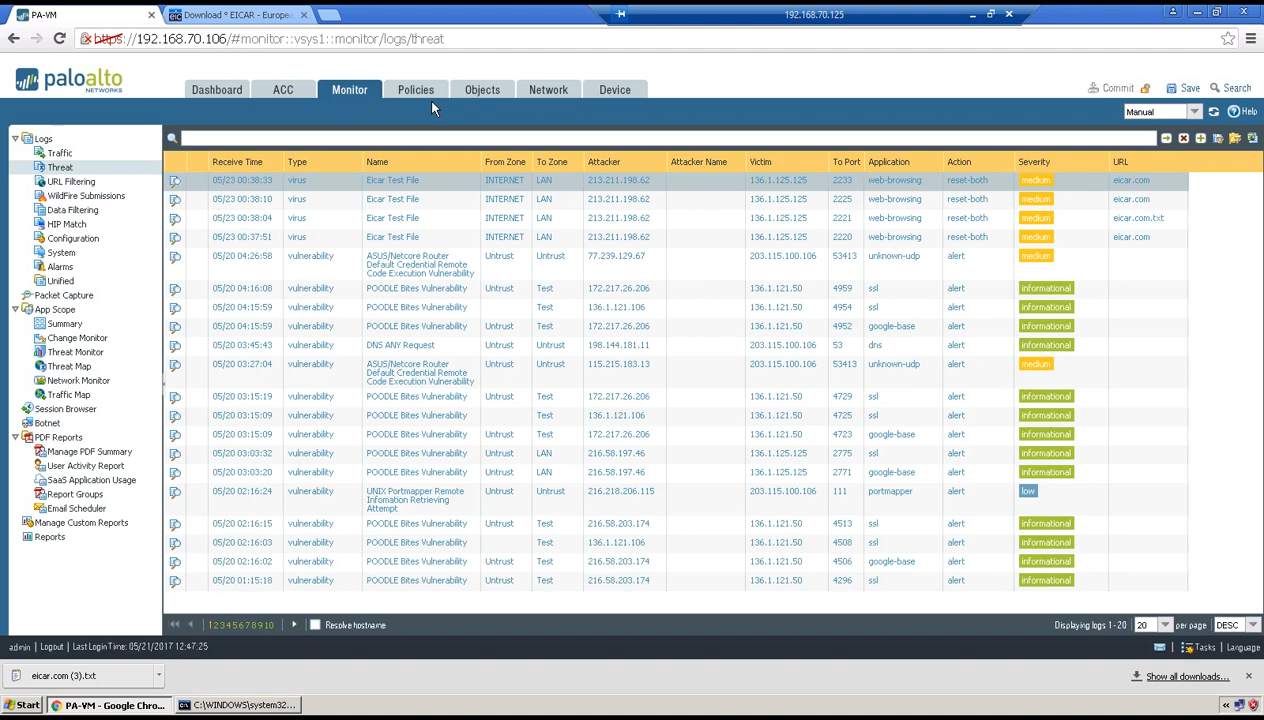 PA-VM
Download ° EICAR - Europe
192.168.70.125
https://192.168.70.106/#monitor::vsys1::monitor/logs/threat
paloalto
NETWORKS
Dashboard
ACC
Monitor
Policies
Objects
Network
Device
Commit
Save
Search
Manual
Help
Logs
Traffic
Threat
URL Filtering
WildFire Submissions
Data Filtering
HIP Match
Configuration
System
Alarms
Unified
Packet Capture
App Scope
Summary
Change Monitor
Threat Monitor
Threat Map
Network Monitor
Traffic Map
Session Browser
Botnet
PDF Reports
Manage PDF Summary
User Activity Report
SaaS Application Usage
Report Groups
Email Scheduler
Manage Custom Reports
Reports
Receive Time Type Name From Zone To Zone Attacker Attacker Name Victim To Port Application Action Severity URL
05/23 00:38:33 virus Eicar Test File INTERNET LAN 213.211.198.62 136.1.125.125 2233 web-browsing reset-both medium eicar.com
05/23 00:38:10 virus Eicar Test File INTERNET LAN 213.211.198.62 136.1.125.125 2225 web-browsing reset-both medium eicar.com
05/23 00:38:04 virus Eicar Test File INTERNET LAN 213.211.198.62 136.1.125.125 2221 web-browsing reset-both medium eicar.com.txt
05/23 00:37:51 virus Eicar Test File INTERNET LAN 213.211.198.62 136.1.125.125 2220 web-browsing reset-both medium eicar.com
05/20 04:26:58 vulnerability ASUS/Netcore Router Untrust Untrust 77.239.129.67 203.115.100.106 53413 unknown-udp alert medium
Default Credential Remote
Code Execution Vulnerability
05/20 04:16:08 vulnerability POODLE Bites Vulnerability Untrust Test 172.217.26.206 136.1.121.50 4959 ssl alert informational
05/20 04:15:59 vulnerability POODLE Bites Vulnerability Test 136.1.121.106 136.1.121.50 4954 ssl alert informational
05/20 04:15:59 vulnerability POODLE Bites Vulnerability Untrust Test 172.217.26.206 136.1.121.50 4952 google-base alert informational
05/20 03:45:43 vulnerability DNS ANY Request Untrust Untrust 198.144.181.11 203.115.100.106 53 dns alert informational
05/20 03:27:04 vulnerability ASUS/Netcore Router Untrust Untrust 115.215.183.13 203.115.100.106 53413 unknown-udp alert medium
Default Credential Remote
Code Execution Vulnerability
05/20 03:15:19 vulnerability POODLE Bites Vulnerability Untrust Test 172.217.26.206 136.1.121.50 4729 ssl alert informational
05/20 03:15:09 vulnerability POODLE Bites Vulnerability Test 136.1.121.106 136.1.121.50 4725 ssl alert informational
05/20 03:15:09 vulnerability POODLE Bites Vulnerability Untrust Test 172.217.26.206 136.1.121.50 4723 google-base alert informational
05/20 03:03:32 vulnerability POODLE Bites Vulnerability Untrust LAN 216.58.197.46 136.1.125.125 2775 ssl alert informational
05/20 03:03:20 vulnerability POODLE Bites Vulnerability Untrust LAN 216.58.197.46 136.1.125.125 2771 google-base alert informational
05/20 02:16:24 vulnerability UNIX Portmapper Remote Untrust Untrust 216.218.206.115 203.115.100.106 111 portmapper alert low
Infomation Retrieving
Attempt
05/20 02:16:15 vulnerability POODLE Bites Vulnerability Untrust Test 216.58.203.174 136.1.121.50 4513 ssl alert informational
05/20 02:16:03 vulnerability POODLE Bites Vulnerability Test 136.1.121.106 136.1.121.50 4508 ssl alert informational
05/20 02:16:02 vulnerability POODLE Bites Vulnerability Untrust Test 216.58.203.174 136.1.121.50 4506 google-base alert informational
05/20 01:15:18 vulnerability POODLE Bites Vulnerability Untrust Test 216.58.203.174 136.1.121.50 4296 ssl alert informational
1 2 3 4 5 6 7 8 9 10 Resolve hostname Displaying logs 1 - 20 20 per page DESC
admin | Logout | Last Login Time: 05/21/2017 12:47:25
Tasks | Language
eicar.com (3).txt
Show all downloads...
Start
PA-VM - Google Chro...
C:\WINDOWS\system32...